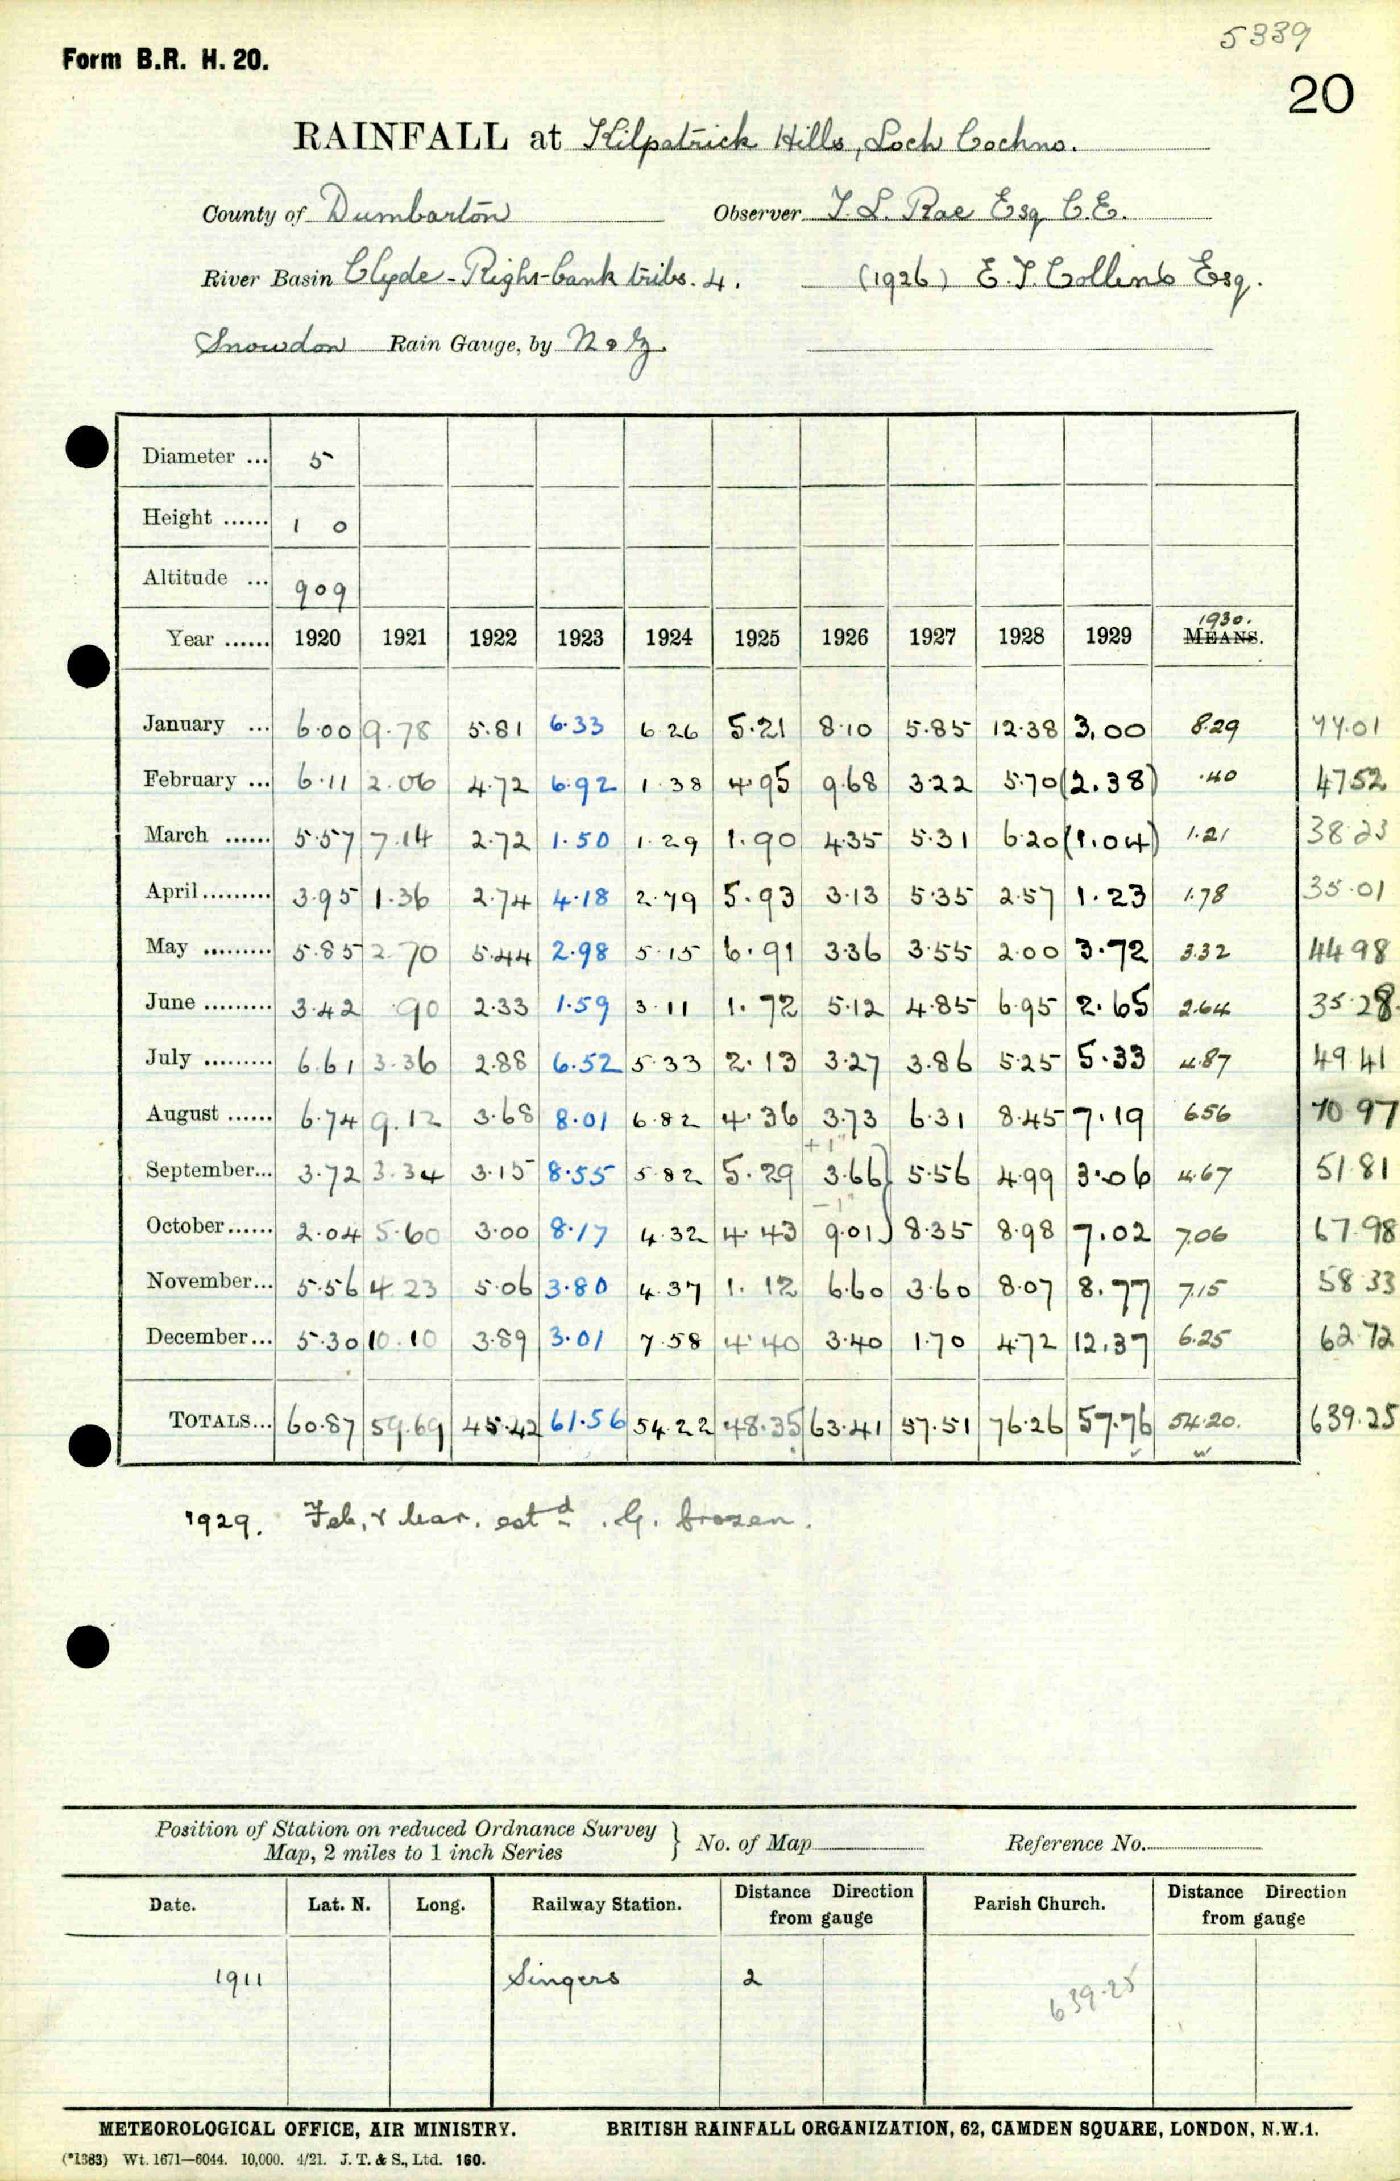 5339
Form B.R. H. 20.
20
RAINFALL at Kilpatrick Hills, Loch Cochno.
County of Dumbarton Observer T. L. Rae Esq C.E.
River Basin Clyde - Right-bank tribs. 4. (1926) E. T. Collins Esq.
Snowdon Rain Gauge, by N & Z.
Diameter ... 5
Height ...... 1 0
Altitude ... 909
1930.
Year ...... 1920 1921 1922 1923 1924 1925 1926 1927 1928 1929 MEANS.
January ... 6.00 9.78 5.81 6.33 6.26 5.21 8.10 5.85 12.38 3.00 8.29 77.01
February ... 6.11 2.06 4.72 6.92 1.38 4.95 9.68 3.22 5.70 (2.38) .40 47 52
March ...... 5.57 7.14 2.72 1.50 1.29 1.90 4.35 5.31 6.20 (1.04) 1.21 38 23
April ......... 3.95 1.36 2.74 4.18 2.79 5.93 3.13 5.35 2.57 1.23 1.78 35.01
May ......... 5.85 2.70 5.44 2.98 5.15 6.91 3.36 3.55 2.00 3.72 3.32 44 98
June ......... 3.42 .90 2.33 1.59 3.11 1.72 5.12 4.85 6.95 2.65 2.64 35.28
July ......... 6.61 3.36 2.88 6.52 5.33 2.13 3.27 3.86 5.25 5.33 4.87 49 41
August ...... 6.74 9.12 3.68 8.01 6.82 4.36 3.73 6.31 8.45 7.19 6.56 70 97
+ 1"
September... 3.72 3.34 3.15 8.55 5.82 5.29 3.66 5.56 4.99 3.06 4.67 51.81
- 1"
October...... 2.04 5.60 3.00 8.17 4.32 4.43 9.01 8.35 8.98 7.02 7.06 67.98
November... 5.56 4.23 5.06 3.80 4.37 1.12 6.60 3.60 8.07 8.77 7.15 58 33
December... 5.30 10.10 3.89 3.01 7.58 4.40 3.40 1.70 4.72 12.37 6.25 62 72
TOTALS... 60.87 59.69 45.42 61.56 54.22 48.35 63.41 57.51 76.26 57.76 54.20. 639.25
1929. Feb, & Mar. estd. G. frozen.
Position of Station on reduced Ordnance Survey
Map, 2 miles to 1 inch Series } No. of Map Reference No.
Date. Lat. N. Long. Railway Station. Distance Direction from gauge Parish Church. Distance Direction from gauge
1911 Singers 2
639.25
METEOROLOGICAL OFFICE, AIR MINISTRY. BRITISH RAINFALL ORGANIZATION, 62, CAMDEN SQUARE, LONDON, N.W.1.
(*1383) Wt. 1671—6044. 10,000. 4/21. J. T. & S., Ltd. 160.